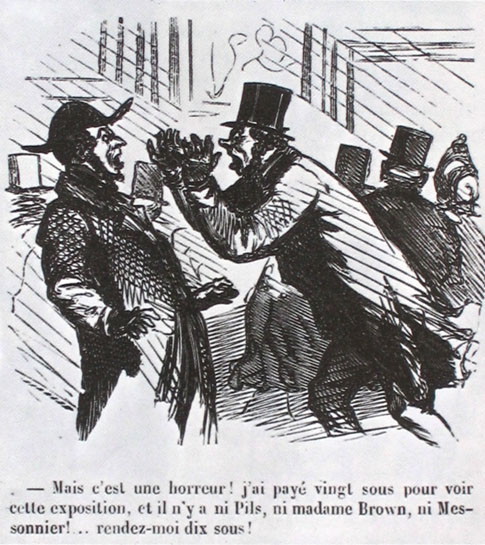 . — Mais c'est une horreur! j'ai payé vingt sous pour voir
cette exposition, et il n'y a ni Pils, ni madame Brown, ni Mes-
sonnier!.. rendez-moi dix sous!